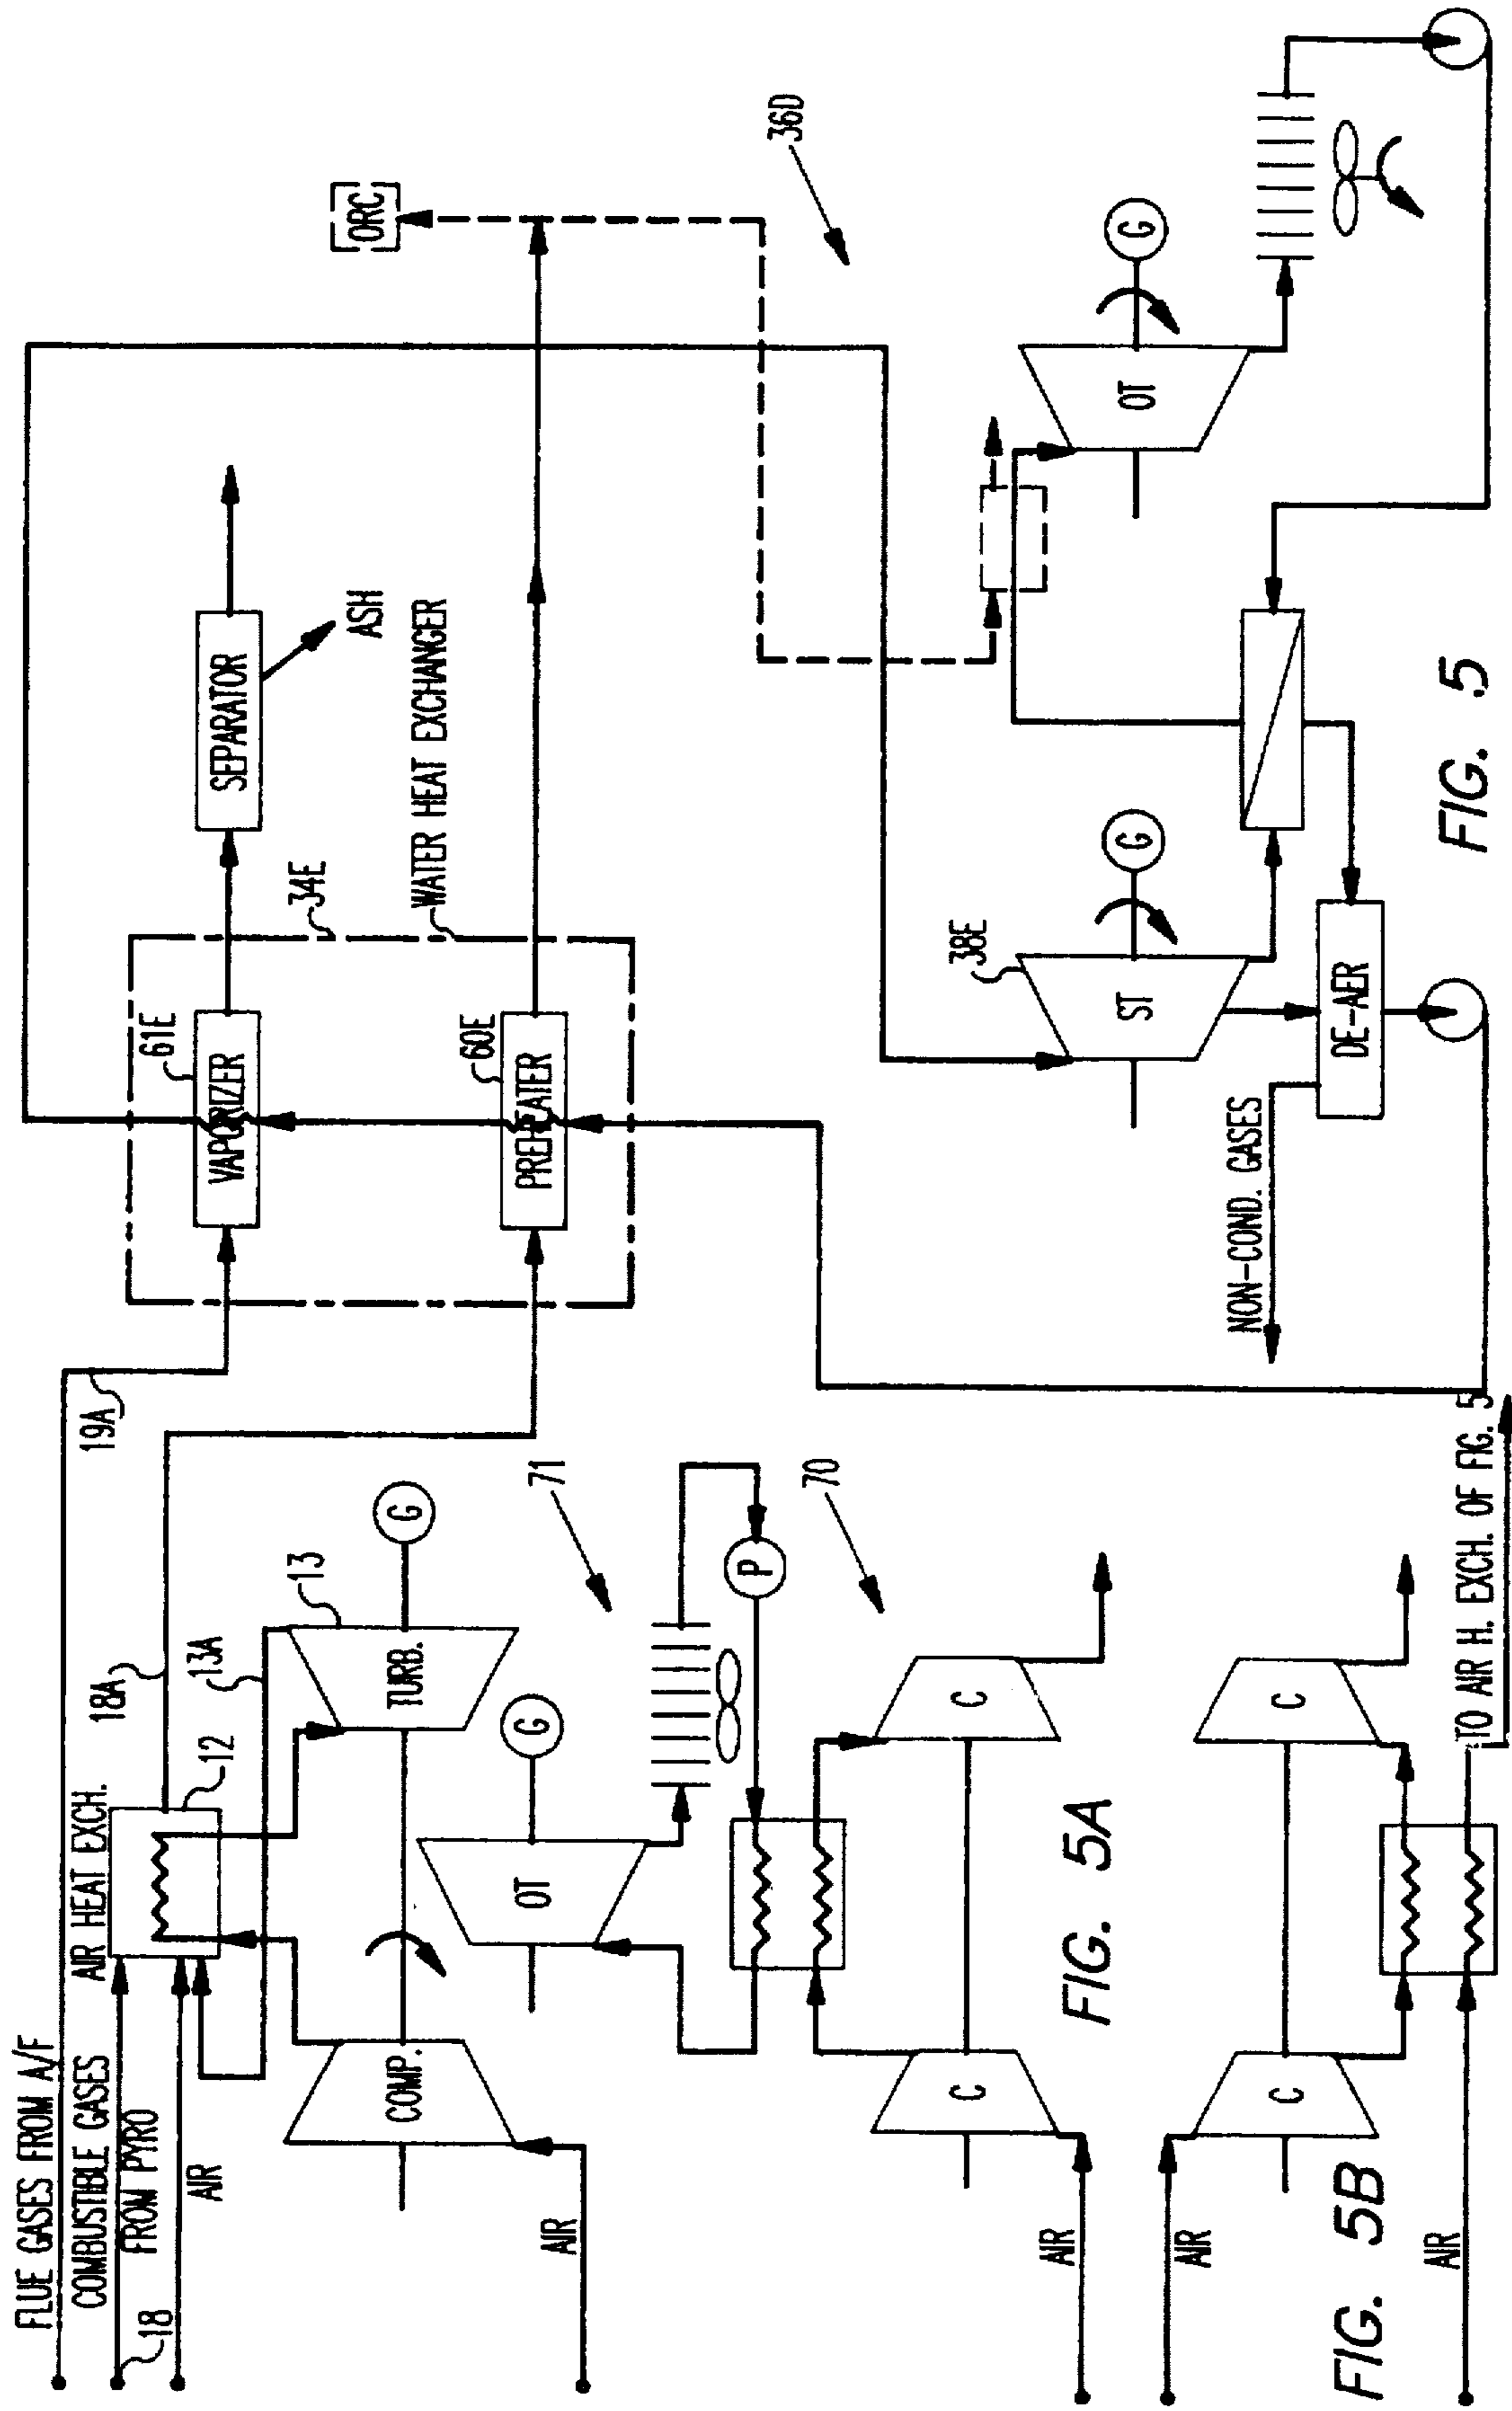 FLUE GASES FROM A/F
COMBUSTIBLE GASES
FROM PYRO
18
AIR
AIR HEAT EXCH.
12
18A
13A
13
TURB.
COMP.
G
AIR
19A
61E
VAPORIZER
34E
SEPARATOR
ASH
WATER HEAT EXCHANGER
60E
PREHEATER
ORC
36D
38E
ST
G
OT
G
DE-AER
NON-COND. GASES
FIG. 5
71
OT
G
P
70
C
C
AIR
FIG. 5A
AIR
C
C
AIR
TO AIR H. EXCH. OF FIG. 5
FIG. 5B